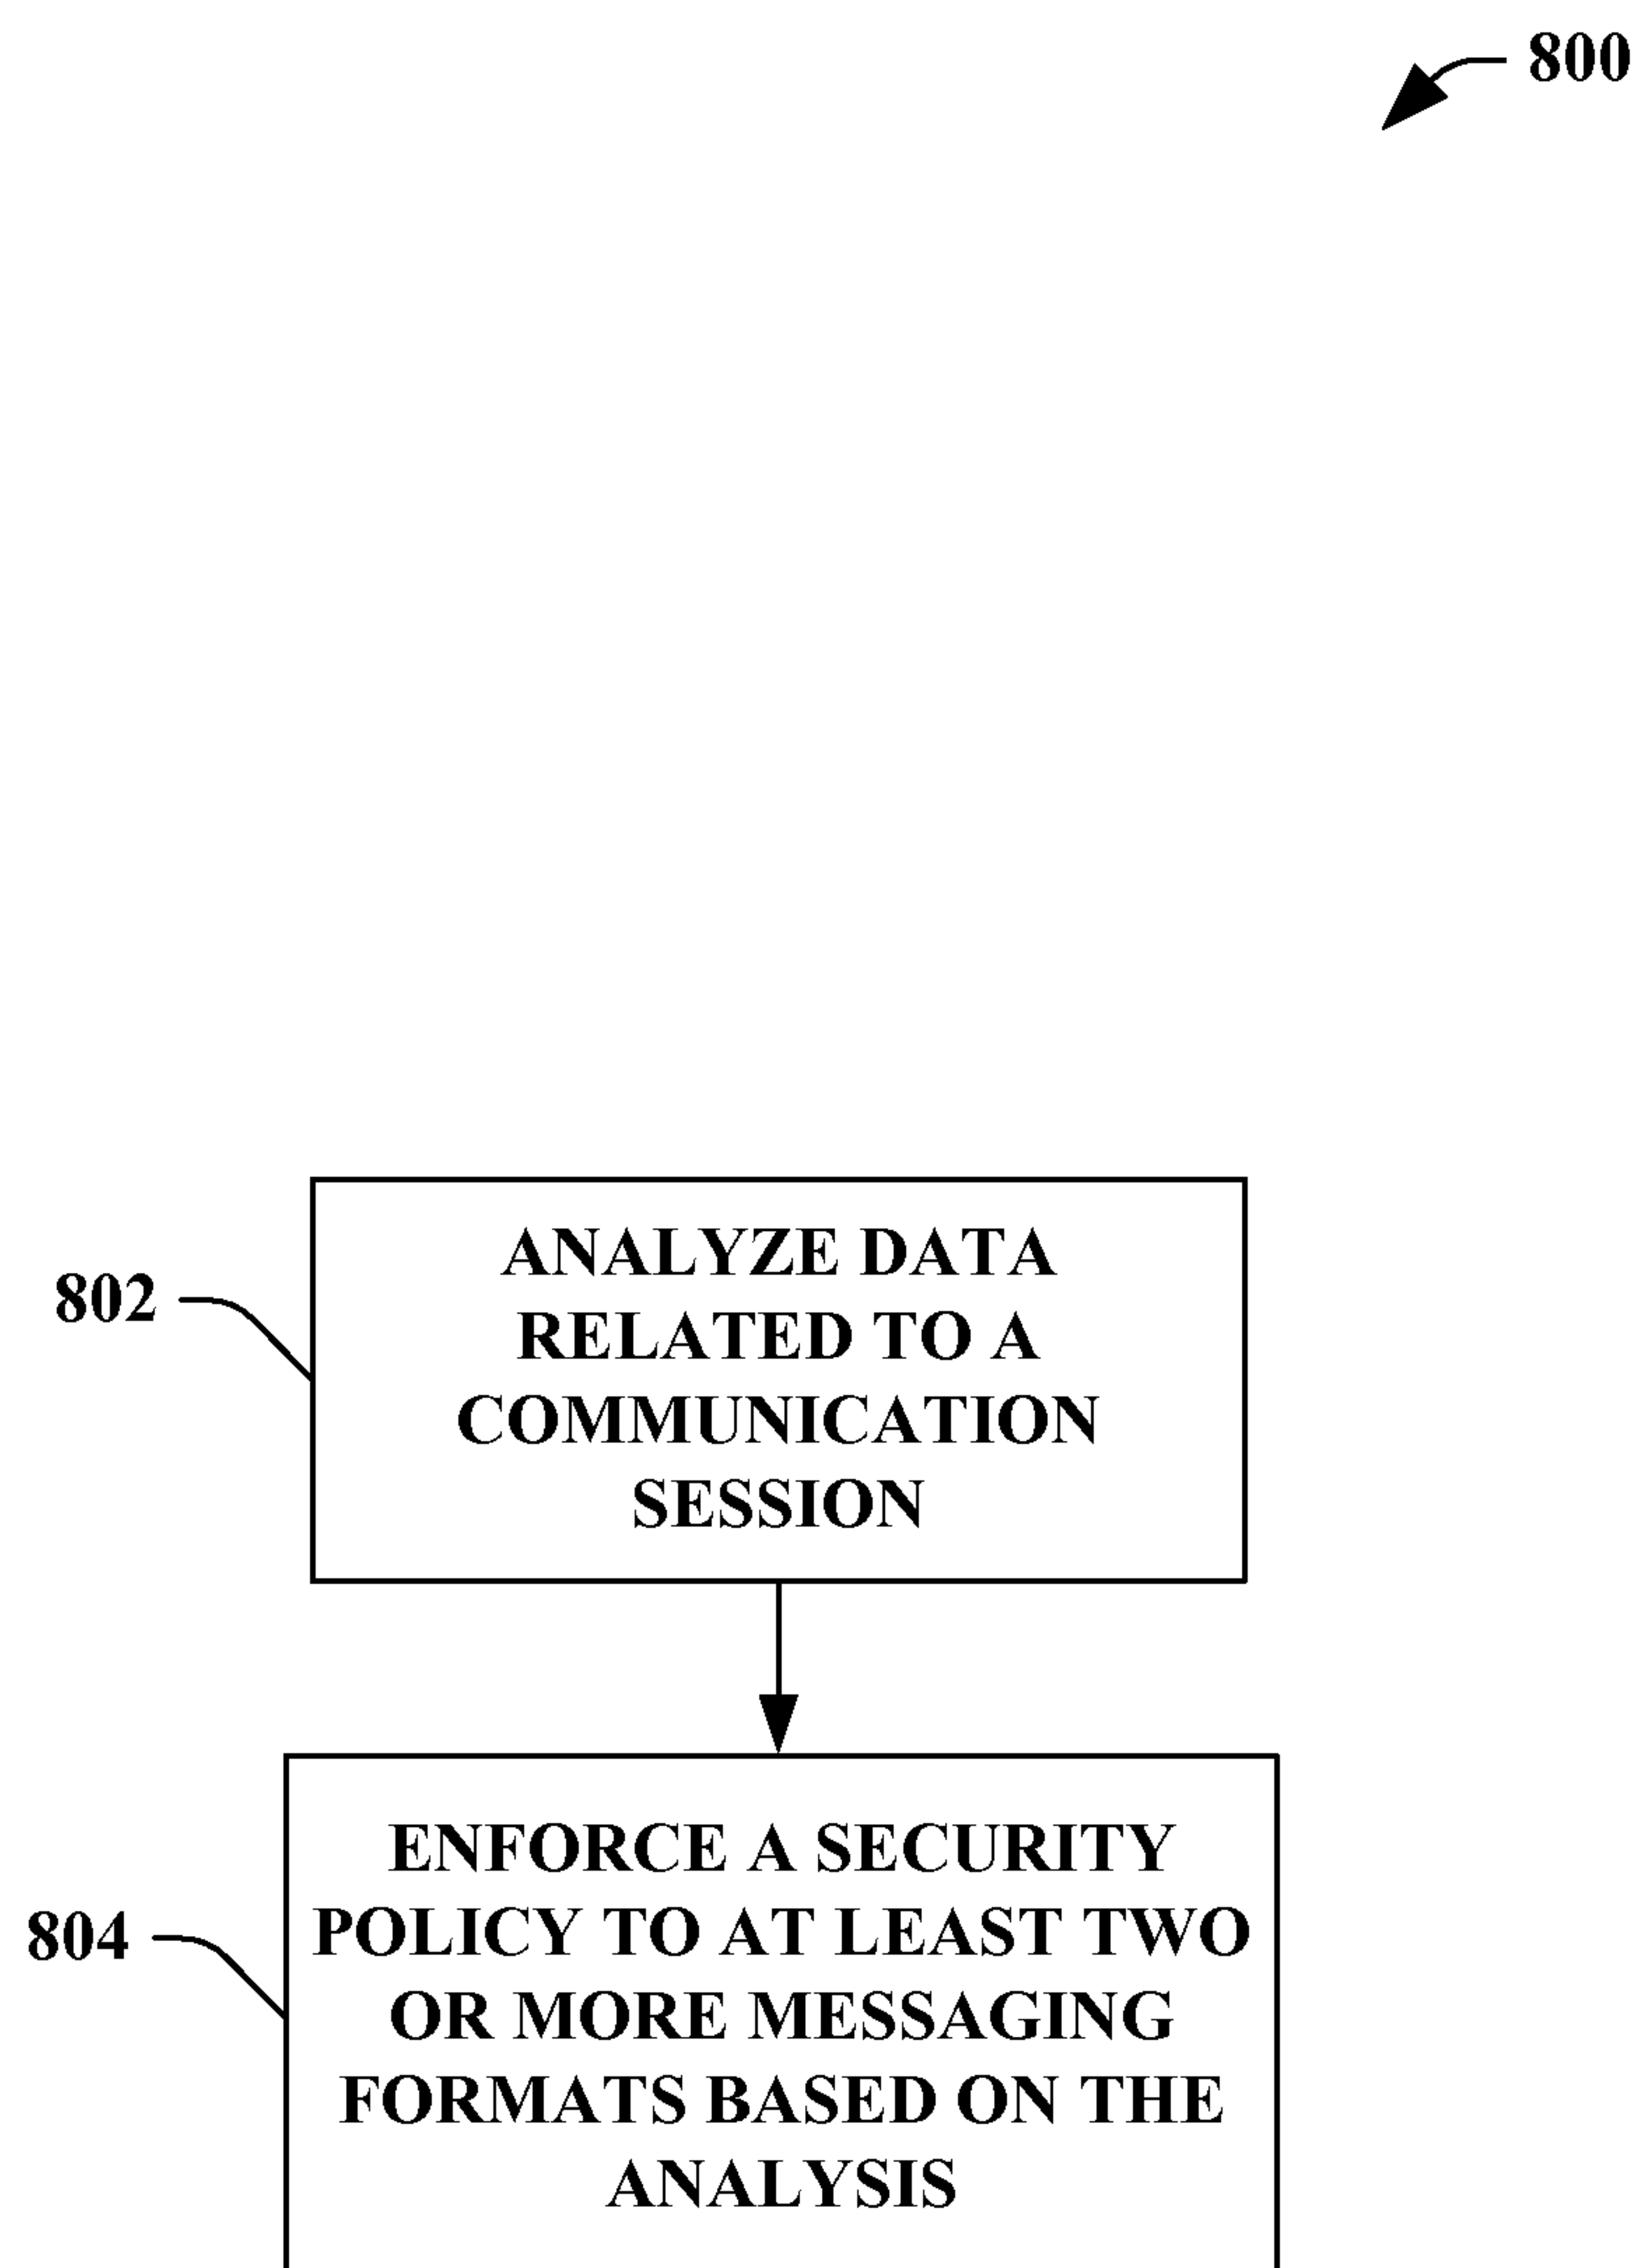 800
802
ANALYZE DATA
RELATED TO A
COMMUNICATION
SESSION
804
ENFORCE A SECURITY
POLICY TO AT LEAST TWO
OR MORE MESSAGING
FORMATS BASED ON THE
ANALYSIS